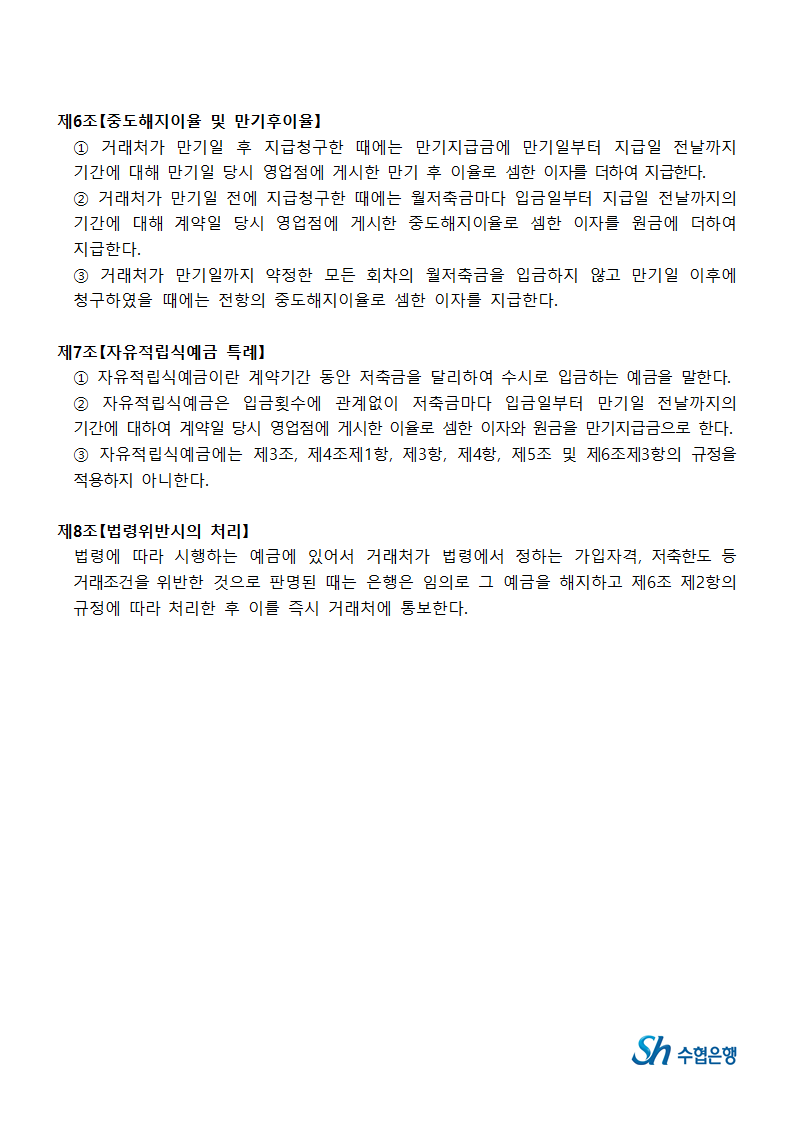 제6조【중도해지이율 및 만기후이율】
① 거래처가 만기일 후 지급청구한 때에는 만기지급금에 만기일부터 지급일 전날까지
기간에 대해 만기일 당시 영업점에 게시한 만기 후 이율로 셈한 이자를 더하여 지급한다.
② 거래처가 만기일 전에 지급청구한 때에는 월저축금마다 입금일부터 지급일 전날까지의
기간에 대해 계약일 당시 영업점에 게시한 중도해지이율로 셈한 이자를 원금에 더하여
지급한다.
③ 거래처가 만기일까지 약정한 모든 회차의 월저축금을 입금하지 않고 만기일 이후에
청구하였을 때에는 전항의 중도해지이율로 셈한 이자를 지급한다.
제7조【자유적립식예금 특례】
① 자유적립식예금이란 계약기간 동안 저축금을 달리하여 수시로 입금하는 예금을 말한다.
② 자유적립식예금은 입금횟수에 관계없이 저축금마다 입금일부터 만기일 전날까지의
기간에 대하여 계약일 당시 영업점에 게시한 이율로 셈한 이자와 원금을 만기지급금으로 한다.
③ 자유적립식예금에는 제3조, 제4조제1항, 제3항, 제4항, 제5조 및 제6조제3항의 규정을
적용하지 아니한다.
제8조【법령위반시의 처리】
법령에 따라 시행하는 예금에 있어서 거래처가 법령에서 정하는 가입자격, 저축한도 등
거래조건을 위반한 것으로 판명된 때는 은행은 임의로 그 예금을 해지하고 제6조 제2항의
규정에 따라 처리한 후 이를 즉시 거래처에 통보한다.
Sh 수협은행